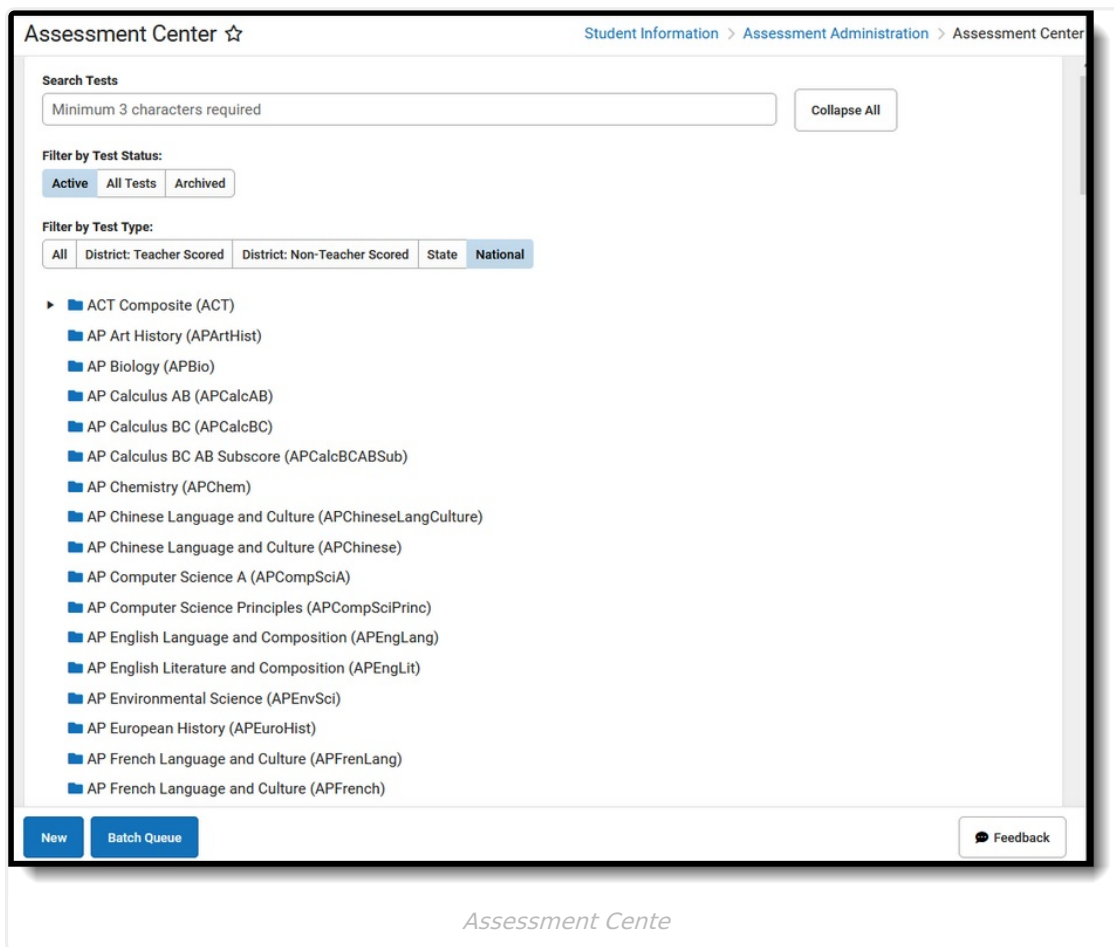 Assessment Center
Student Information > Assessment Administration > Assessment Center
Search Tests
Minimum 3 characters required
Collapse All
Filter by Test Status:
Active All Tests Archived
Filter by Test Type:
All District: Teacher Scored District: Non-Teacher Scored State National
ACT Composite (ACT)
AP Art History (APArtHist)
AP Biology (APBio)
AP Calculus AB (APCalcAB)
AP Calculus BC (APCalcBC)
AP Calculus BC AB Subscore (APCalcBCABSub)
AP Chemistry (APChem)
AP Chinese Language and Culture (APChineseLangCulture)
AP Chinese Language and Culture (APChinese)
AP Computer Science A (APCompSciA)
AP Computer Science Principles (APCompSciPrinc)
AP English Language and Composition (APEngLang)
AP English Literature and Composition (APEngLit)
AP Environmental Science (APEnvSci)
AP European History (APEuroHist)
AP French Language and Culture (APFrenLang)
AP French Language and Culture (APFrench)
New Batch Queue Feedback
Assessment Cente